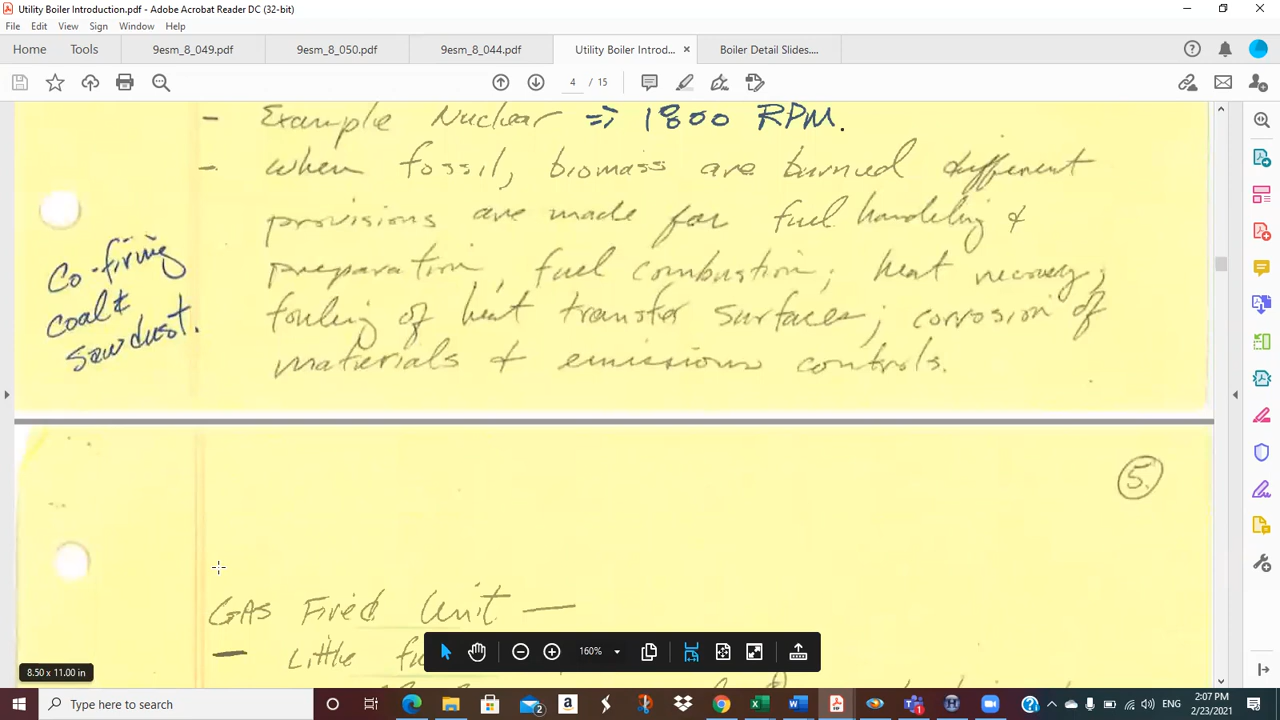 Utility Boiler Introduction.pdf - Adobe Acrobat Reader DC (32-bit)
File Edit View Sign Window Help
Home Tools 9esm_8_049.pdf 9esm_8_050.pdf 9esm_8_044.pdf Utility Boiler Introd... × Boiler Detail Slides....
4 / 15
- Example Nuclear => 1800 RPM.
- when fossil, biomass are burned different
provisions are made for fuel handeling &
preparation, fuel combustion; heat recovery;
fouling of heat transfer surfaces; corrosion of
materials & emissions controls.
Co-firing
coal &
sawdust.
5.
GAS Fired Unit —
- Little
160%
8.50 x 11.00 in
Type here to search
2
1
ENG
2:07 PM
2/23/2021